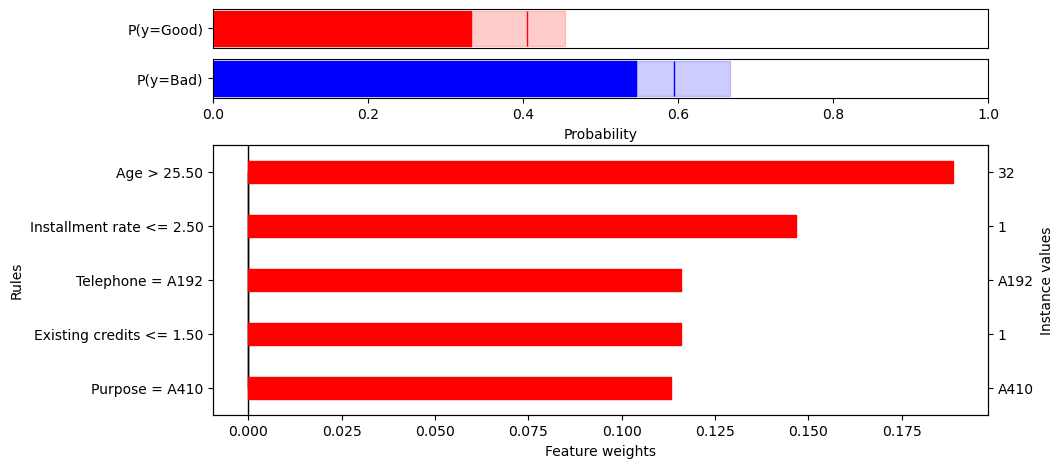 P(y=Good)
P(y=Bad)
0.0 0.2 0.4 0.6 0.8 1.0
Probability
Age > 25.50 32
Installment rate <= 2.50 1
Telephone = A192 A192
Existing credits <= 1.50 1
Purpose = A410 A410
Rules
Instance values
0.000 0.025 0.050 0.075 0.100 0.125 0.150 0.175
Feature weights